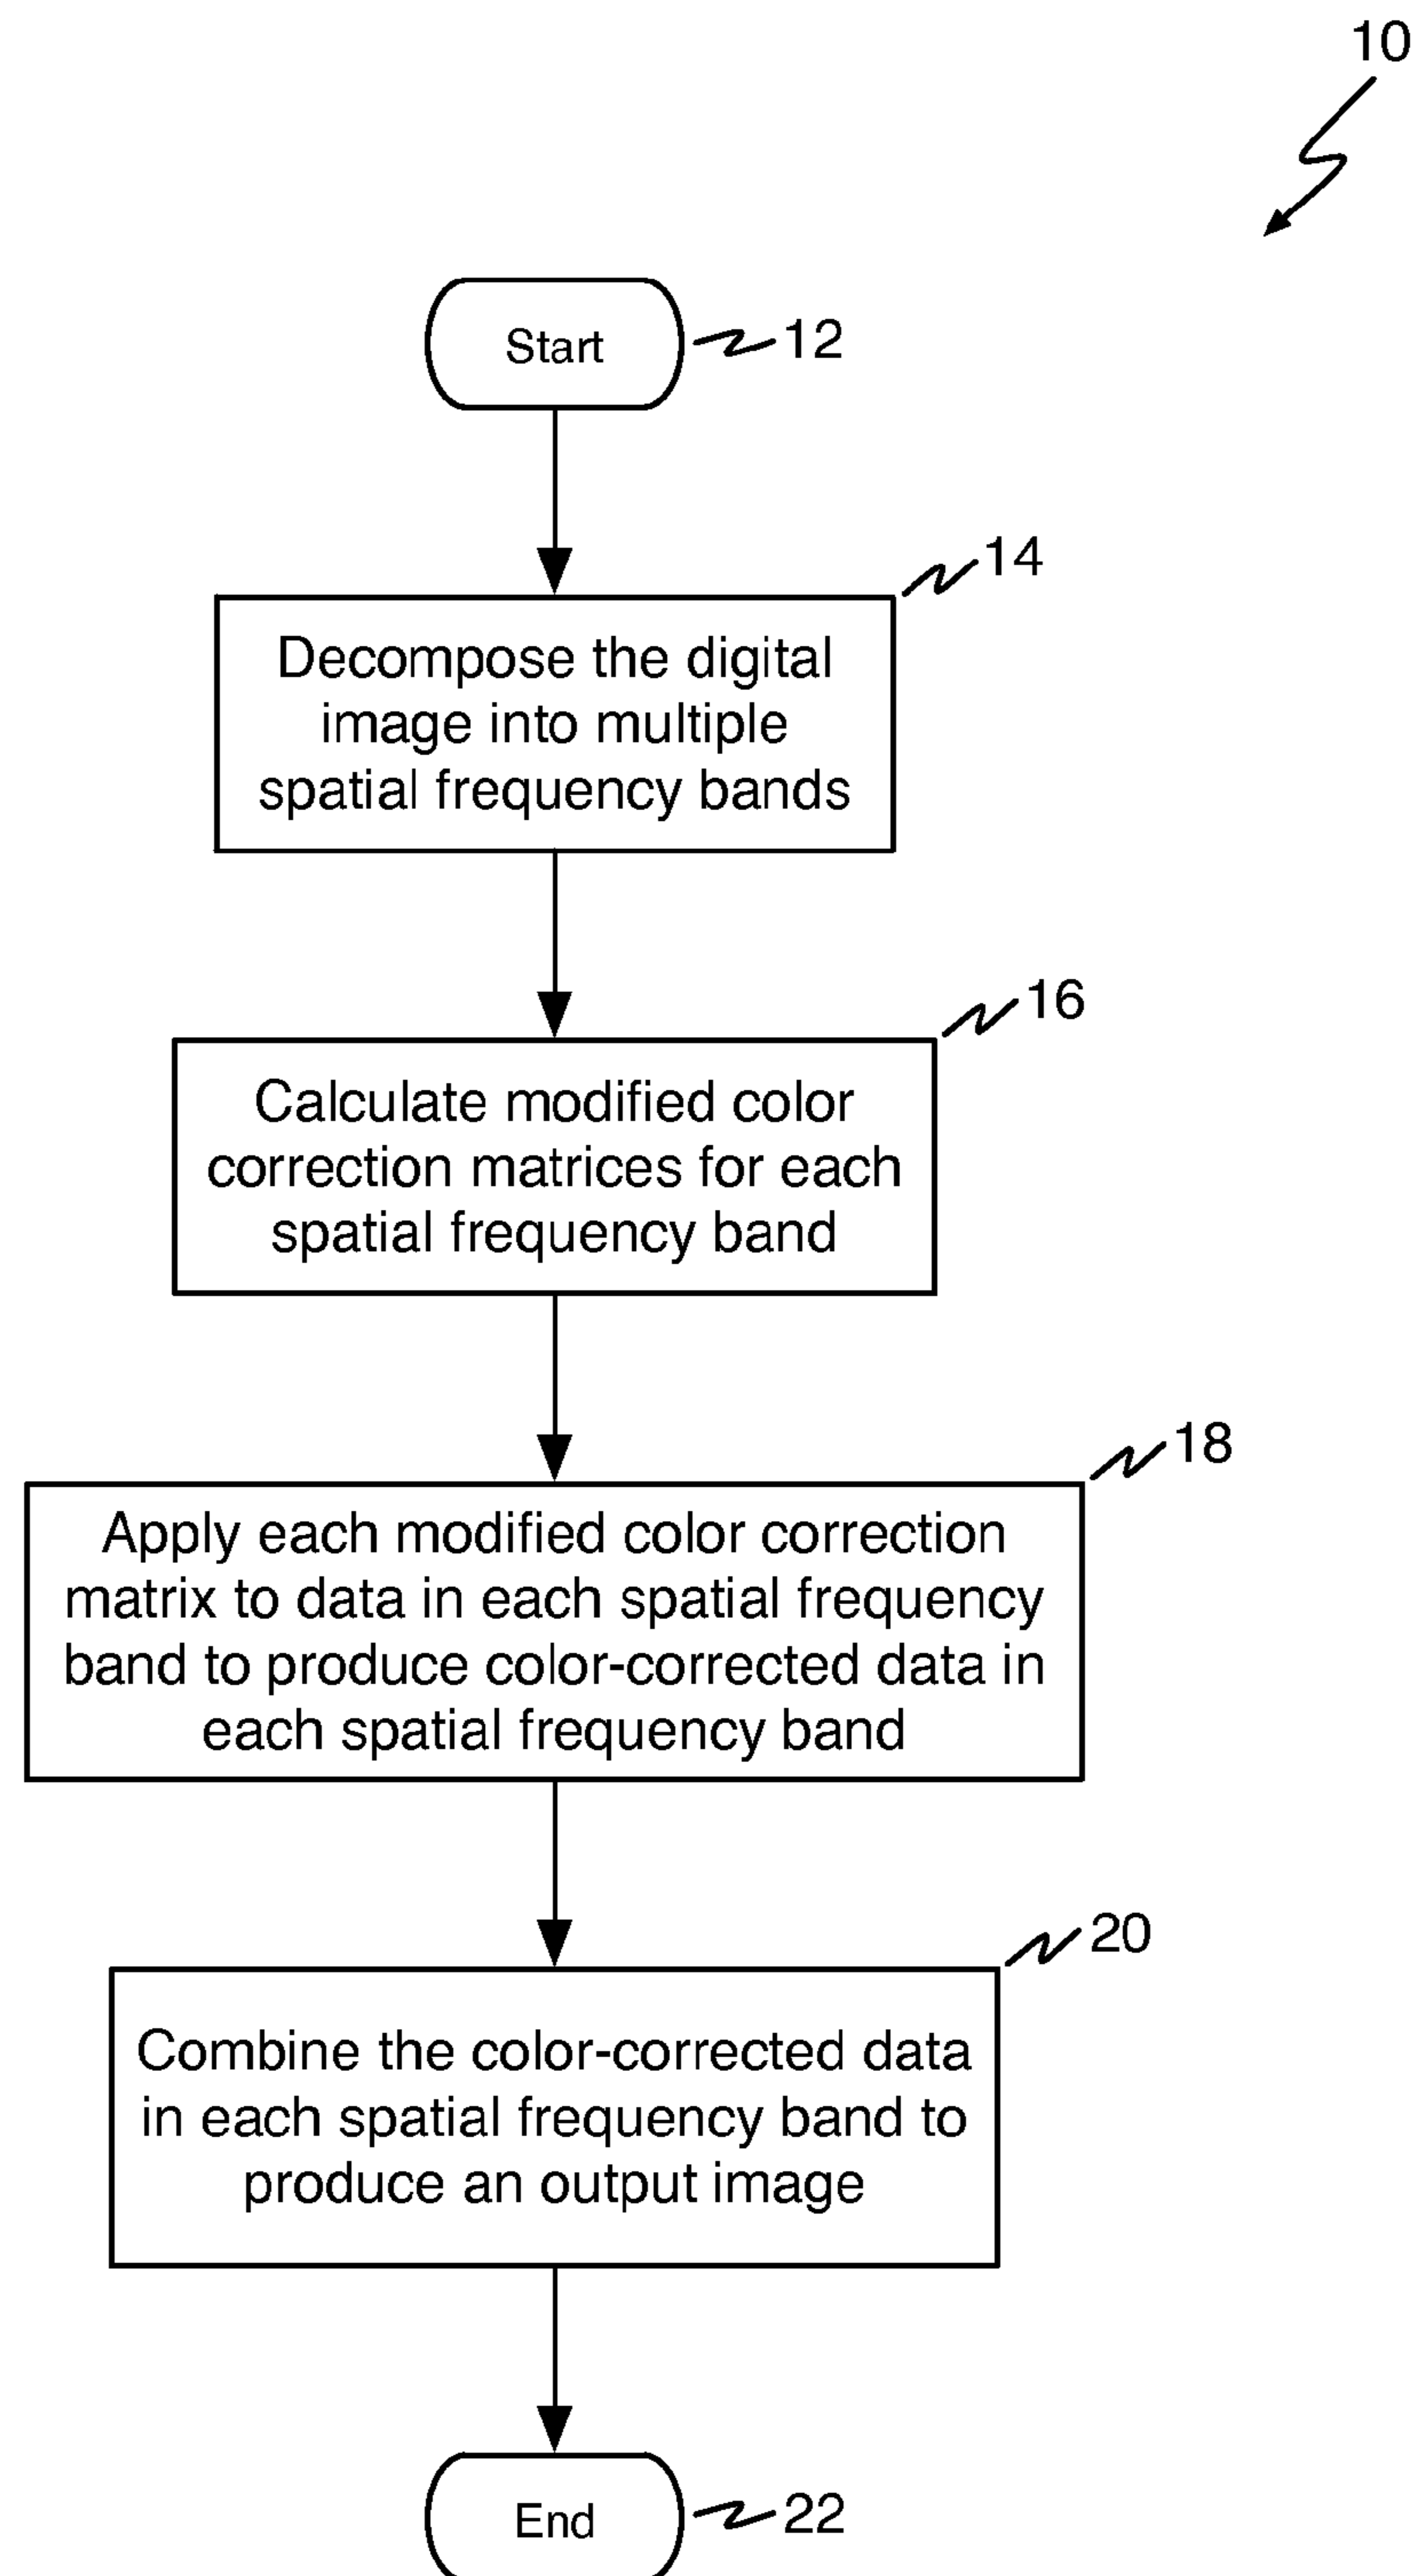 10
Start
12
14
Decompose the digital
image into multiple
spatial frequency bands
16
Calculate modified color
correction matrices for each
spatial frequency band
18
Apply each modified color correction
matrix to data in each spatial frequency
band to produce color-corrected data in
each spatial frequency band
20
Combine the color-corrected data
in each spatial frequency band to
produce an output image
End
22